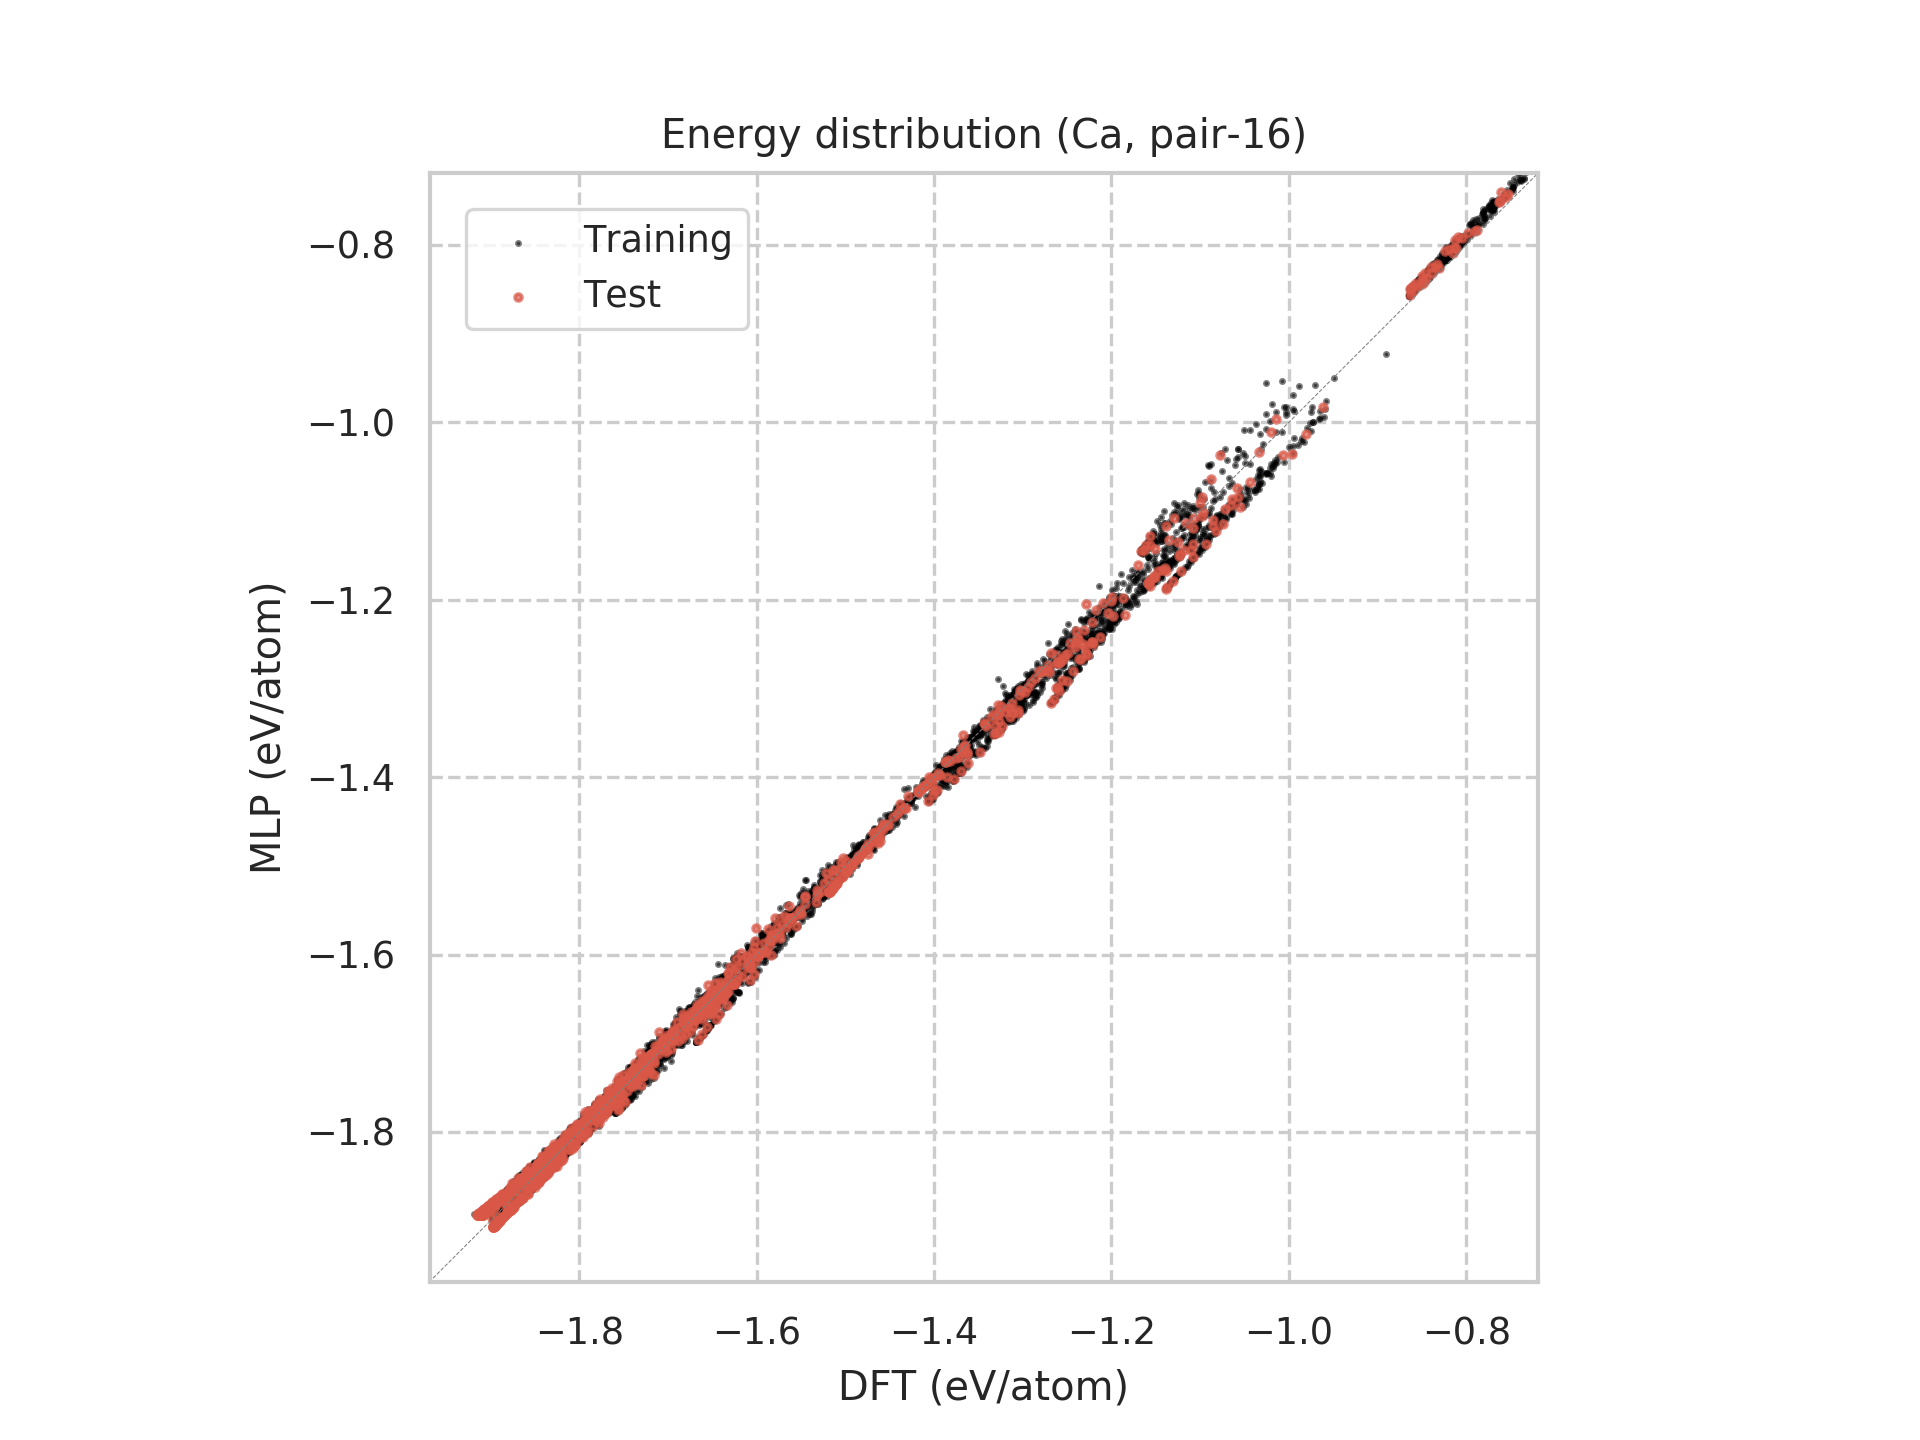 Energy distribution (Ca, pair-16)
Training
Test
MLP (eV/atom)
−0.8
−1.0
−1.2
−1.4
−1.6
−1.8
−1.8 −1.6 −1.4 −1.2 −1.0 −0.8
DFT (eV/atom)